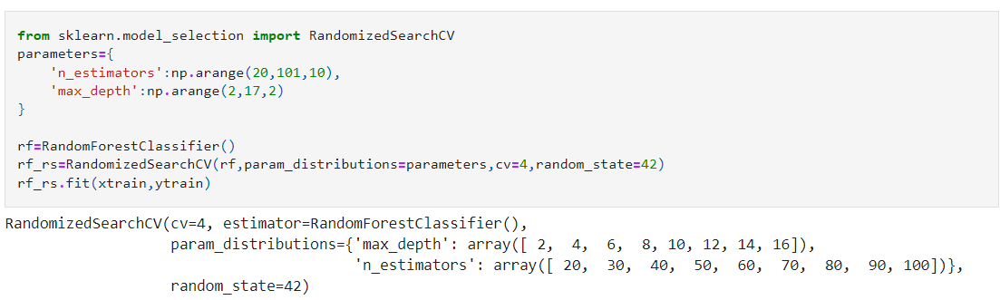 from sklearn.model_selection import RandomizedSearchCV
parameters={
    'n_estimators':np.arange(20,101,10),
    'max_depth':np.arange(2,17,2)
}

rf=RandomForestClassifier()
rf_rs=RandomizedSearchCV(rf,param_distributions=parameters,cv=4,random_state=42)
rf_rs.fit(xtrain,ytrain)
RandomizedSearchCV(cv=4, estimator=RandomForestClassifier(),
                   param_distributions={'max_depth': array([ 2,  4,  6,  8, 10, 12, 14, 16]),
                                        'n_estimators': array([ 20,  30,  40,  50,  60,  70,  80,  90, 100])},
                   random_state=42)